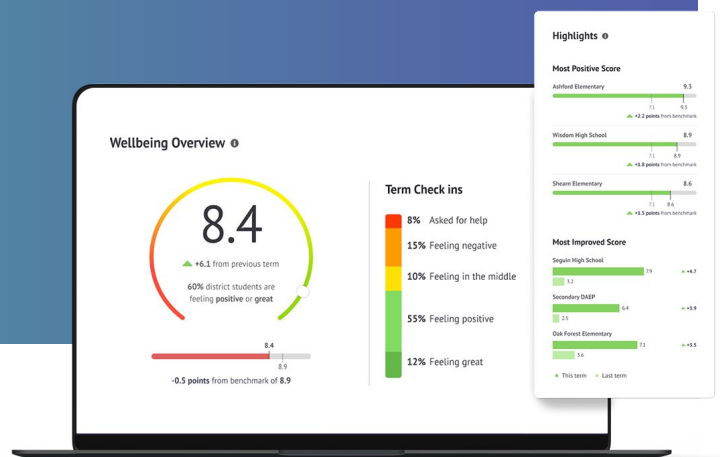 Wellbeing Overview
8.4
+6.1 from previous term
60% district students are
feeling positive or great
8.4
8.9
-0.5 points from benchmark of 8.9
Term Check ins
8% Asked for help
15% Feeling negative
10% Feeling in the middle
55% Feeling positive
12% Feeling great
Highlights
Most Positive Score
Ashford Elementary 9.3
7.1 9.3
+2.2 points from benchmark
Wisdom High School 8.9
7.1 8.9
+1.8 points from benchmark
Shearn Elementary 8.6
7.1 8.6
+1.5 points from benchmark
Most Improved Score
Seguin High School
7.9 +4.7
3.2
Secondary DAEP
6.4 +3.9
2.5
Oak Forest Elementary
7.1 +3.5
3.6
This term Last term